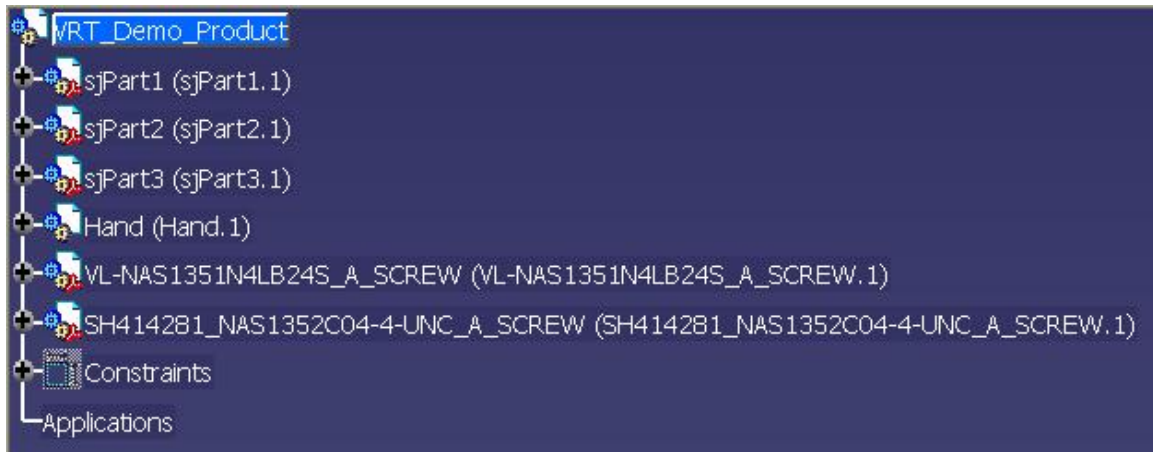 VRT_Demo_Product
sjPart1 (sjPart1.1)
sjPart2 (sjPart2.1)
sjPart3 (sjPart3.1)
Hand (Hand.1)
VL-NAS1351N4LB24S_A_SCREW (VL-NAS1351N4LB24S_A_SCREW.1)
SH414281_NAS1352C04-4-UNC_A_SCREW (SH414281_NAS1352C04-4-UNC_A_SCREW.1)
Constraints
Applications